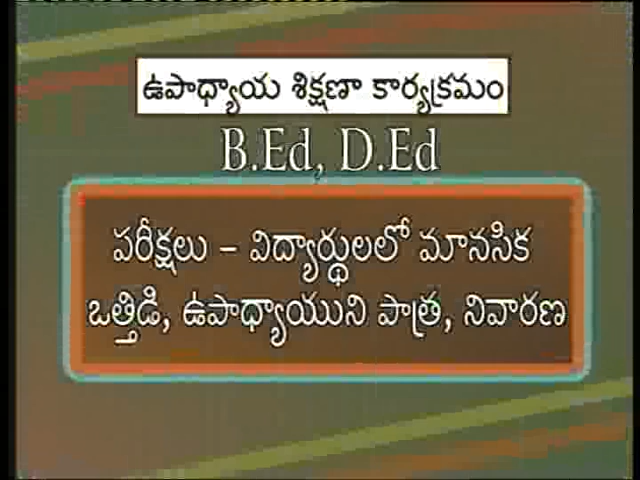 ఉపాధ్యాయ శిక్షణా కార్యక్రమం
B.Ed, D.Ed
పరీక్షలు – విద్యార్థులలో మానసిక
ఒత్తిడి, ఉపాధ్యాయుని పాత్ర, నివారణ